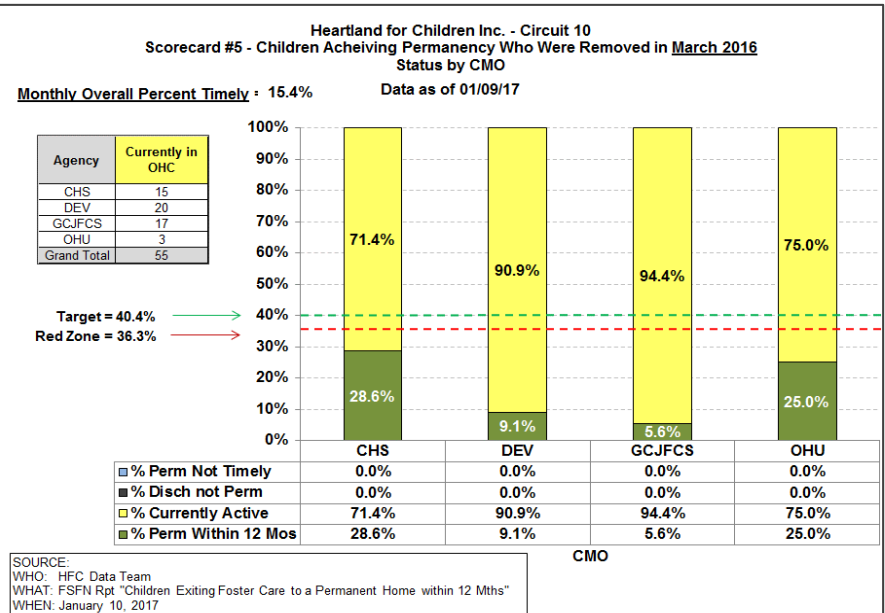 Heartland for Children Inc. - Circuit 10
Scorecard #5 - Children Acheiving Permanency Who Were Removed in March 2016
Status by CMO
Monthly Overall Percent Timely = 15.4%
Data as of 01/09/17
Agency Currently in OHC
CHS 15
DEV 20
GCJFCS 17
OHU 3
Grand Total 55
Target = 40.4%
Red Zone = 36.3%
100%
90%
80%
70%
60%
50%
40%
30%
20%
10%
0%
71.4% 90.9% 94.4% 75.0%
28.6% 9.1% 5.6% 25.0%
CHS DEV GCJFCS OHU
% Perm Not Timely 0.0% 0.0% 0.0% 0.0%
% Disch not Perm 0.0% 0.0% 0.0% 0.0%
% Currently Active 71.4% 90.9% 94.4% 75.0%
% Perm Within 12 Mos 28.6% 9.1% 5.6% 25.0%
CMO
SOURCE:
WHO: HFC Data Team
WHAT: FSFN Rpt "Children Exiting Foster Care to a Permanent Home within 12 Mths"
WHEN: January 10, 2017